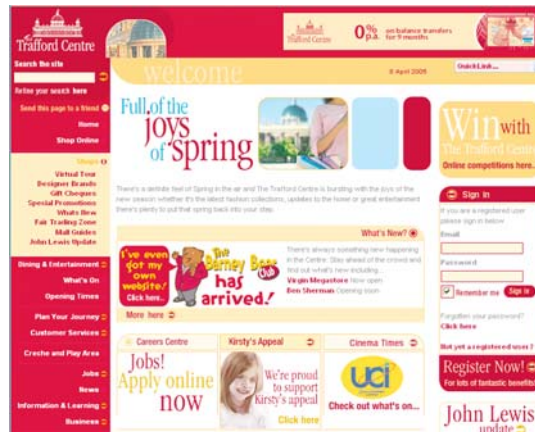 The Trafford Centre
The Trafford Centre
0% p.a. on balance transfers
for 9 months
Search the site
welcome
8 April 2005
QuickLink...
Refine your search here
Send this page to a friend
Home
Shop Online
Shops
Virtual Tour
Designer Brands
Gift Cheques
Special Promotions
Whats New
Fair Trading Zone
Mall Guides
John Lewis Update
Dining & Entertainment
What's On
Opening Times
Plan Your Journey
Customer Services
Creche and Play Area
Jobs
News
Information & Learning
Business
Full of the
joys
of spring
There's a definite feel of Spring in the air and The Trafford Centre is bursting with the joys of the
new season whether it's the latest fashion collections, updates to the home or great entertainment
there's plenty to put that spring back into your step.
What's New?
I've even
got my
own
website!
Click here...
The
Barney Bear
Club
has
arrived!
There's always something new happening
in the Centre. Stay ahead of the crowd and
find out what's new including...
Virgin Megastore Now open
Ben Sherman Opening soon
More here
Careers Centre
Jobs!
Apply online
now
Kirsty's Appeal
We're proud
to support
Kirsty's appeal
Click here
Cinema Times
UCI
Check out what's on...
Win with
The Trafford Centre
Online competitions here..
Sign In
If you are a registered user
please sign in below
Email
Password
Remember me
Sign in
Forgotten your password?
Click here
Not yet a registered user?
Register Now!
For lots of fantastic benefits
John Lewis
update